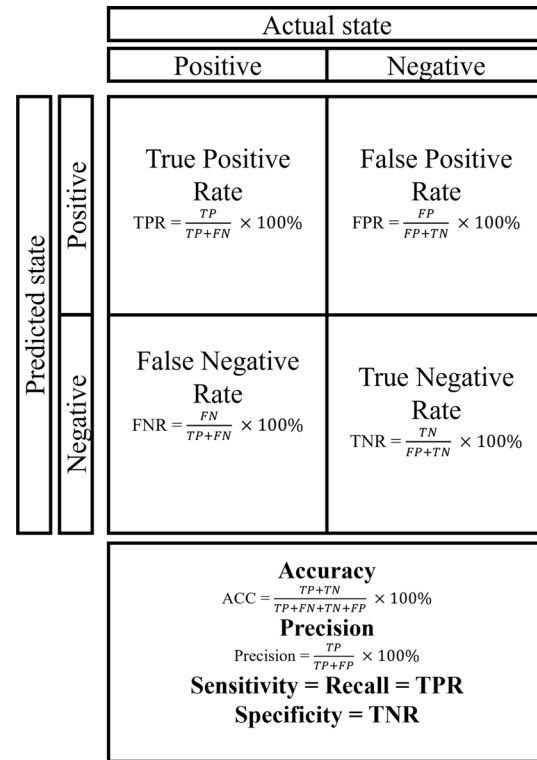 Actual state
Positive
Negative
Predicted state
Positive
True Positive
Rate
TPR = TP/TP+FN × 100%
False Positive
Rate
FPR = FP/FP+TN × 100%
Negative
False Negative
Rate
FNR = FN/TP+FN × 100%
True Negative
Rate
TNR = TN/FP+TN × 100%
Accuracy
ACC = TP+TN/TP+FN+TN+FP × 100%
Precision
Precision = TP/TP+FP × 100%
Sensitivity = Recall = TPR
Specificity = TNR